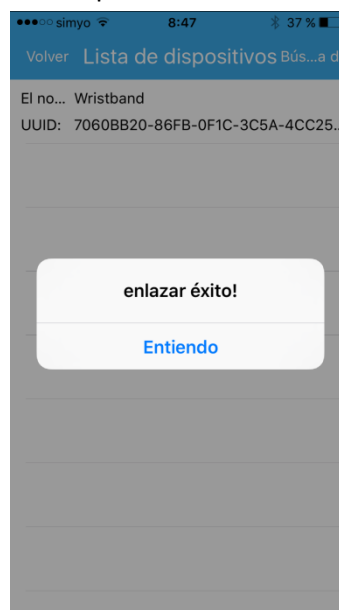 simyo 8:47 37 %
Volver Lista de dispositivos Bús...a d
El no... Wristband
UUID: 7060BB20-86FB-0F1C-3C5A-4CC25..
enlazar éxito!
Entiendo